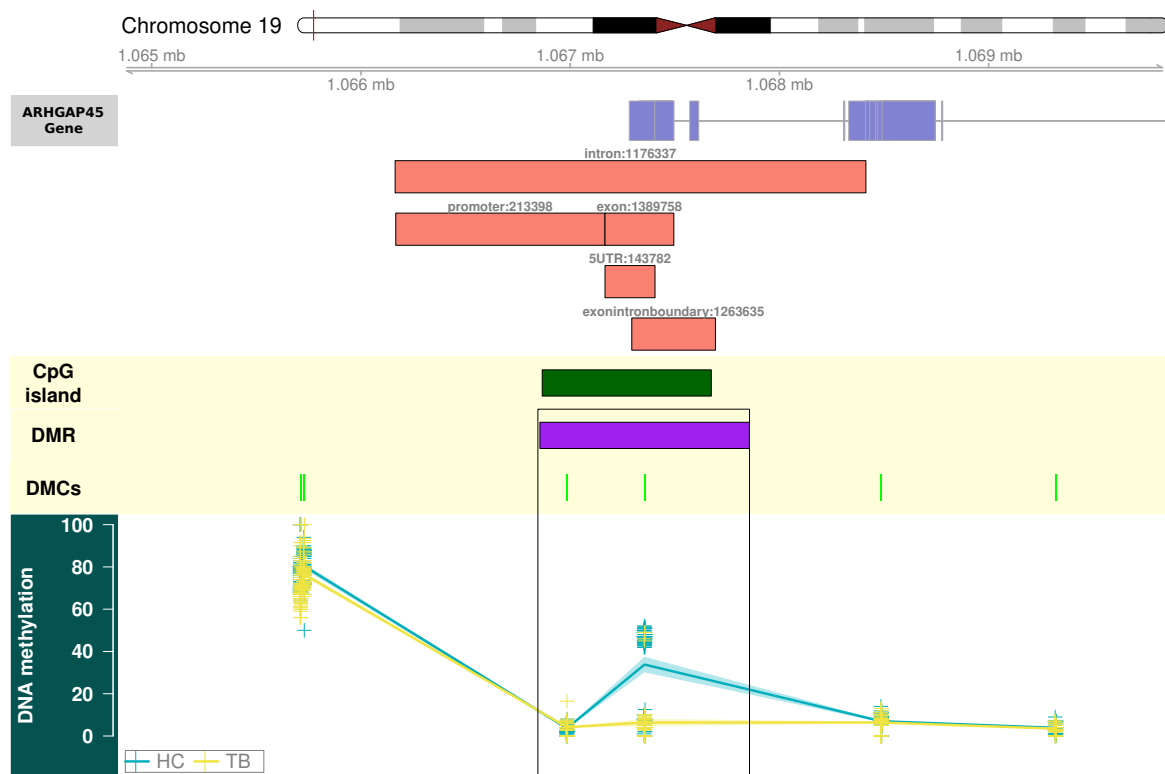 Chromosome 19
1.065 mb
1.067 mb
1.069 mb
1.066 mb
1.068 mb
ARHGAP45
Gene
intron:1176337
promoter:213398
exon:1389758
5UTR:143782
exonintronboundary:1263635
CpG
island
DMR
DMCs
DNA methylation
100
80
60
40
20
0
HC
TB